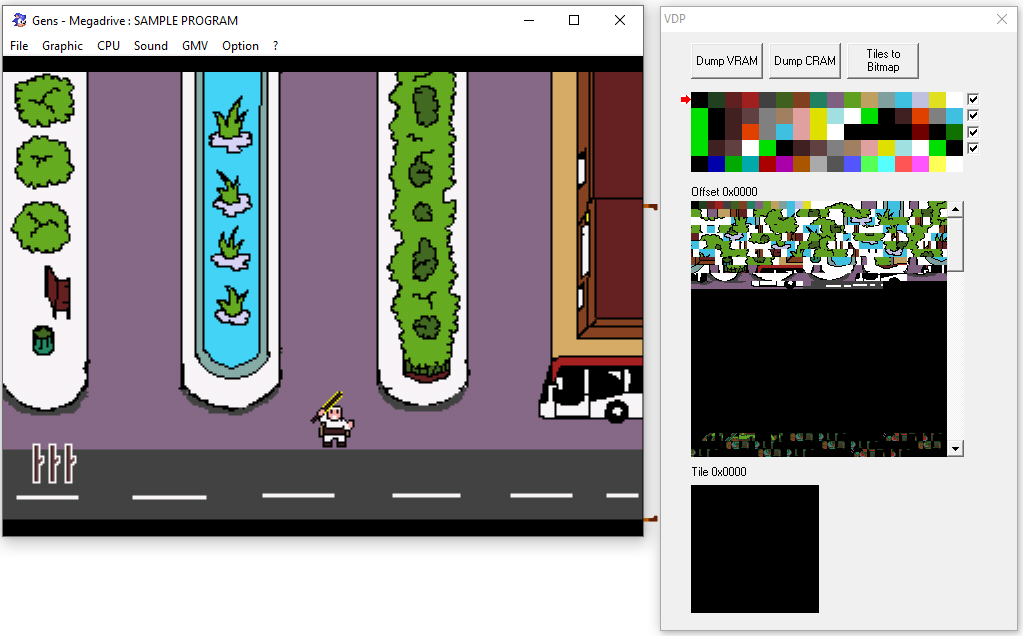 Gens - Megadrive : SAMPLE PROGRAM
File Graphic CPU Sound GMV Option ?
VDP
Dump VRAM
Dump CRAM
Tiles to
Bitmap
Offset 0x0000
Tile 0x0000